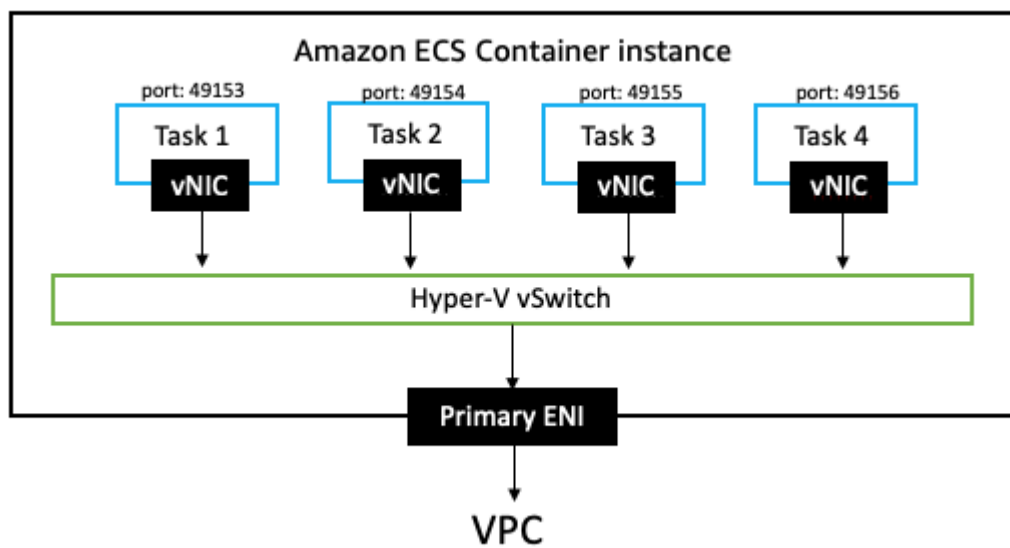 Amazon ECS Container instance
port: 49153
port: 49154
port: 49155
port: 49156
Task 1
Task 2
Task 3
Task 4
vNIC
vNIC
vNIC
vNIC
Hyper-V vSwitch
Primary ENI
VPC